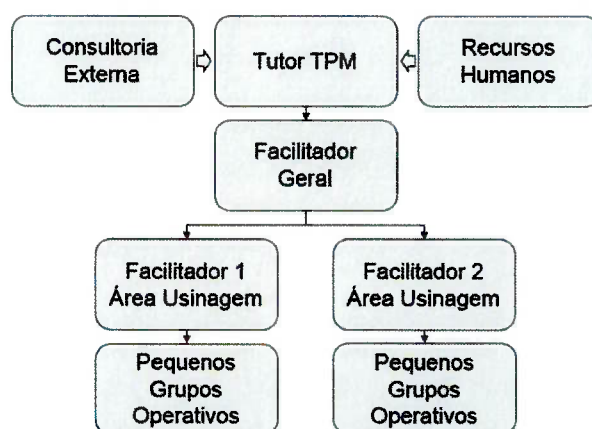 Consultoria
Externa
Tutor TPM
Recursos
Humanos
Facilitador
Geral
Facilitador 1
Área Usinagem
Facilitador 2
Área Usinagem
Pequenos
Grupos
Operativos
Pequenos
Grupos
Operativos